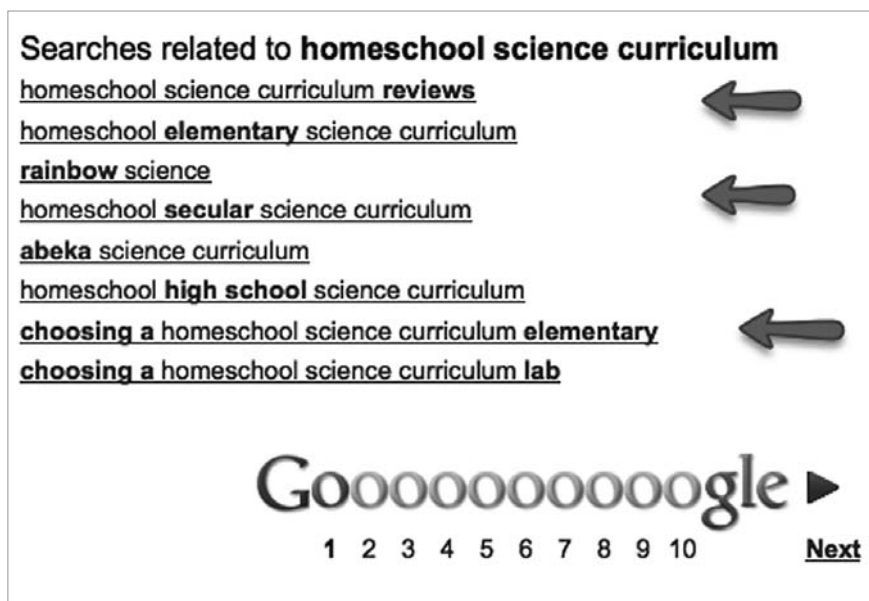 Searches related to homeschool science curriculum
homeschool science curriculum reviews
homeschool elementary science curriculum
rainbow science
homeschool secular science curriculum
abeka science curriculum
homeschool high school science curriculum
choosing a homeschool science curriculum elementary
choosing a homeschool science curriculum lab
Goooooooooogle
1 2 3 4 5 6 7 8 9 10 Next